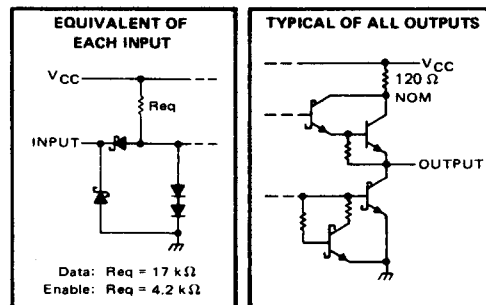 EQUIVALENT OF
EACH INPUT
VCC
Req
INPUT
Data: Req = 17 kΩ
Enable: Req = 4.2 kΩ
TYPICAL OF ALL OUTPUTS
VCC
120 Ω
NOM
OUTPUT